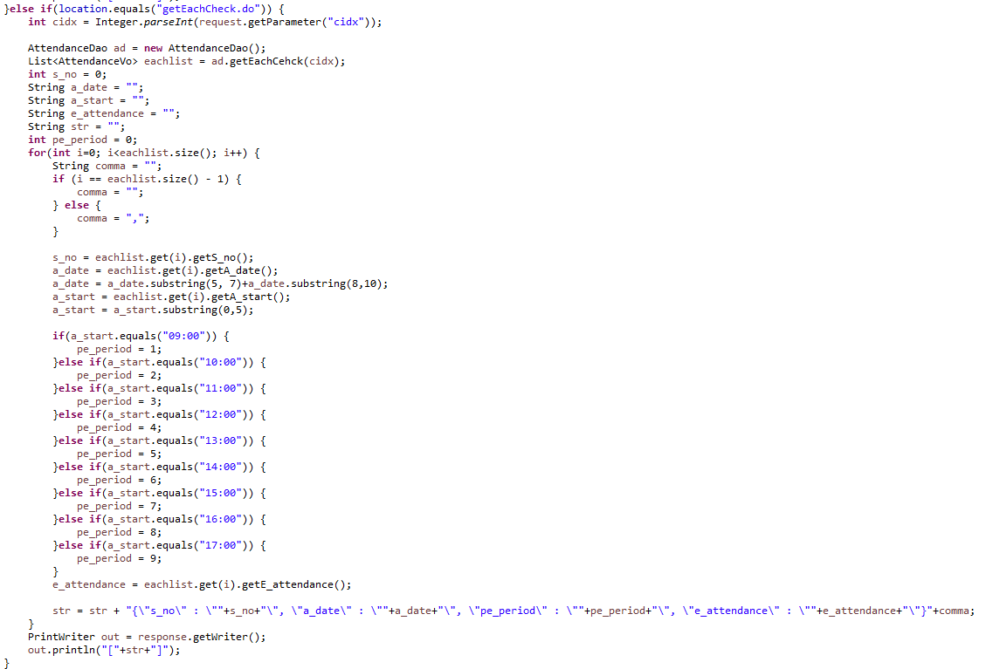 }else if(location.equals("getEachCheck.do")) {
    int cidx = Integer.parseInt(request.getParameter("cidx"));

    AttendanceDao ad = new AttendanceDao();
    List<AttendanceVo> eachlist = ad.getEachCehck(cidx);
    int s_no = 0;
    String a_date = "";
    String a_start = "";
    String e_attendance = "";
    String str = "";
    int pe_period = 0;
    for(int i=0; i<eachlist.size(); i++) {
        String comma = "";
        if (i == eachlist.size() - 1) {
            comma = "";
        } else {
            comma = ",";
        }

        s_no = eachlist.get(i).getS_no();
        a_date = eachlist.get(i).getA_date();
        a_date = a_date.substring(5, 7)+a_date.substring(8,10);
        a_start = eachlist.get(i).getA_start();
        a_start = a_start.substring(0,5);

        if(a_start.equals("09:00")) {
            pe_period = 1;
        }else if(a_start.equals("10:00")) {
            pe_period = 2;
        }else if(a_start.equals("11:00")) {
            pe_period = 3;
        }else if(a_start.equals("12:00")) {
            pe_period = 4;
        }else if(a_start.equals("13:00")) {
            pe_period = 5;
        }else if(a_start.equals("14:00")) {
            pe_period = 6;
        }else if(a_start.equals("15:00")) {
            pe_period = 7;
        }else if(a_start.equals("16:00")) {
            pe_period = 8;
        }else if(a_start.equals("17:00")) {
            pe_period = 9;
        }
        e_attendance = eachlist.get(i).getE_attendance();

        str = str + "{\"s_no\" : \""+s_no+"\", \"a_date\" : \""+a_date+"\", \"pe_period\" : \""+pe_period+"\", \"e_attendance\" : \""+e_attendance+"\"}"+comma;
    }
    PrintWriter out = response.getWriter();
    out.println("["+str+"]");
}